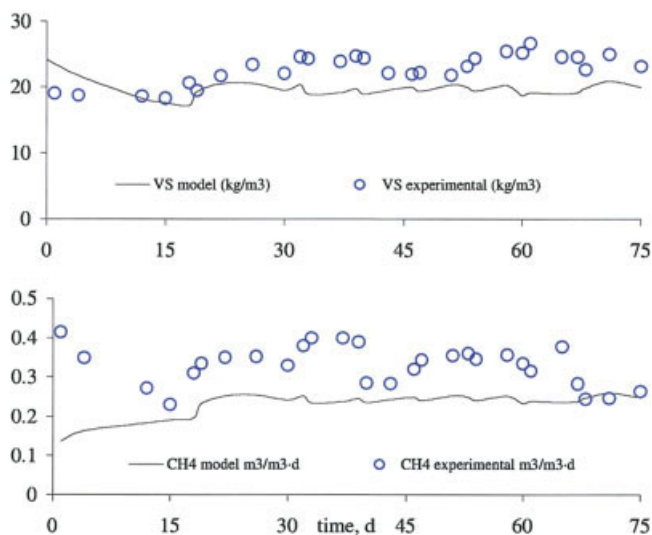 30
20
10
VS model (kg/m3) VS experimental (kg/m3)
0
0 15 30 45 60 75
0.5
0.4
0.3
0.2
0.1
CH4 model m3/m3·d CH4 experimental m3/m3·d
0
0 15 30 time, d 45 60 75